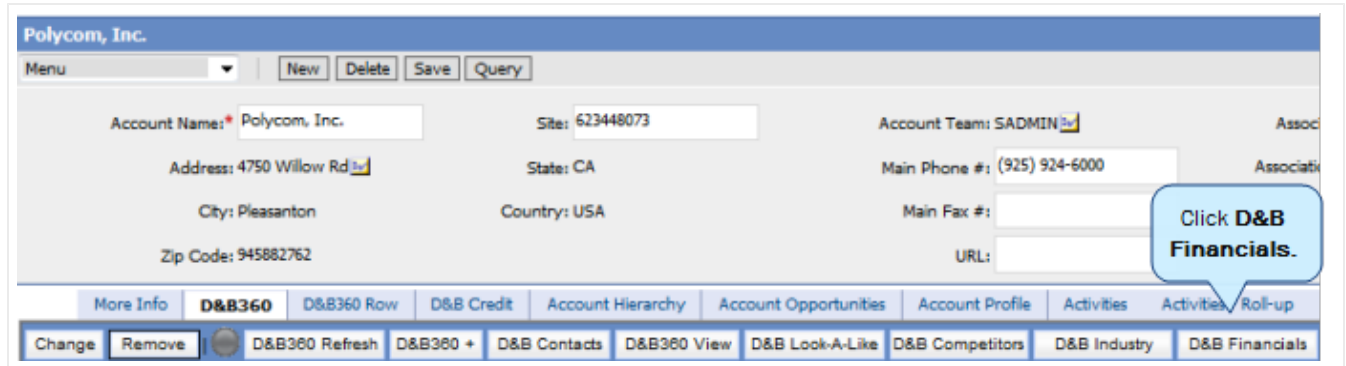 Polycom, Inc.
Menu New Delete Save Query
Account Name:* Polycom, Inc. Site: 623448073 Account Team: SADMIN Assoc
Address: 4750 Willow Rd State: CA Main Phone #: (925) 924-6000 Associati
City: Pleasanton Country: USA Main Fax #:
Zip Code: 945882762 URL:
Click D&B
Financials.
More Info D&B360 D&B360 Row D&B Credit Account Hierarchy Account Opportunities Account Profile Activities Activities Roll-up
Change Remove D&B360 Refresh D&B360 + D&B Contacts D&B360 View D&B Look-A-Like D&B Competitors D&B Industry D&B Financials